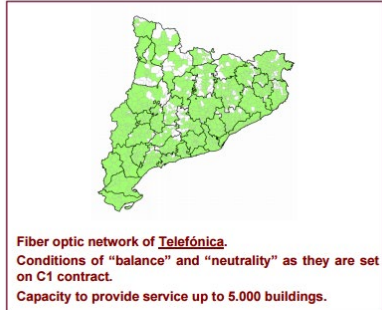 Fiber optic network of Telefónica.
Conditions of “balance” and “neutrality” as they are set
on C1 contract.
Capacity to provide service up to 5.000 buildings.